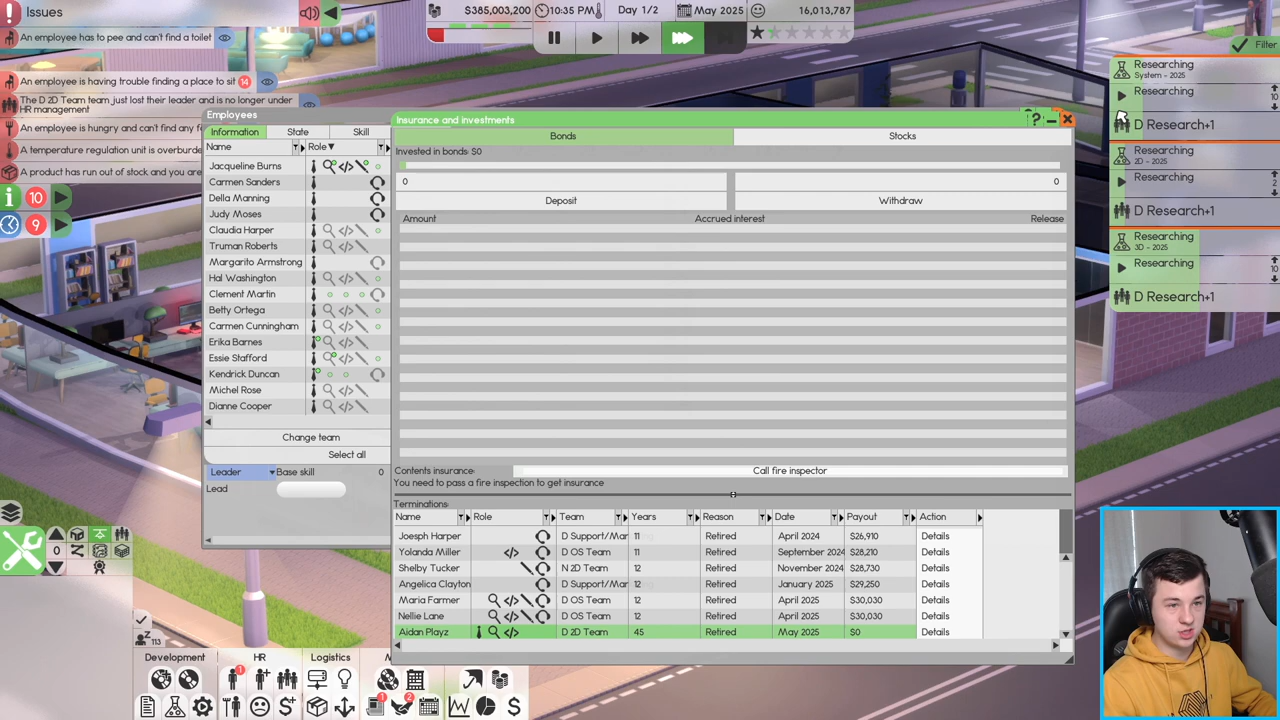 Issues
$385,003,200 10:35 PM Day 1/2 May 2025 16,013,787
An employee has to pee and can't find a toilet
Filter
An employee is having trouble finding a place to sit 14
The D 2D Team team just lost their leader and is no longer under
HR management
An employee is hungry and can't find any f
A temperature regulation unit is overburde
A product has run out of stock and you are
10
9
Researching
System - 2025
Researching
10
D Research+1
Researching
2D - 2025
Researching
2
D Research+1
Researching
3D - 2025
Researching
10
D Research+1
Employees
Information State Skill
Name Role
Jacqueline Burns
Carmen Sanders
Della Manning
Judy Moses
Claudia Harper
Truman Roberts
Margarito Armstrong
Hal Washington
Clement Martin
Betty Ortega
Carmen Cunningham
Erika Barnes
Essie Stafford
Kendrick Duncan
Michel Rose
Dianne Cooper
Change team
Select all
Leader Base skill 0
Lead
Insurance and investments ?
Bonds Stocks
Invested in bonds: $0
0 0
Deposit Withdraw
Amount Accrued interest Release
Contents insurance: Call fire inspector
You need to pass a fire inspection to get insurance
Terminations:
Name Role Team Years Reason Date Payout Action
Joesph Harper D Support/Mar 11 Retired April 2024 $26,910 Details
Yolanda Miller D OS Team 11 Retired September 2024 $28,210 Details
Shelby Tucker N 2D Team 12 Retired November 2024 $28,730 Details
Angelica Clayton D Support/Mar 12 Retired January 2025 $29,250 Details
Maria Farmer D OS Team 12 Retired April 2025 $30,030 Details
Nellie Lane D OS Team 12 Retired April 2025 $30,030 Details
Aidan Playz D 2D Team 45 Retired May 2025 $0 Details
0
113
Development HR Logistics
1
1 2